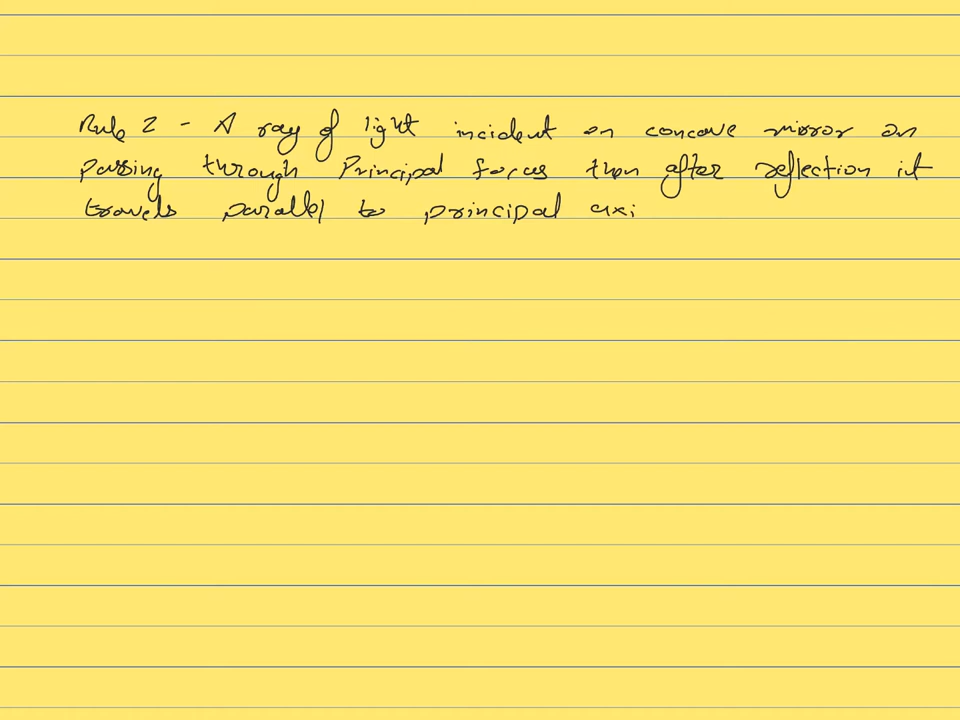 Rule 2 - A ray of light incident on concave mirror on
passing through Principal forcus then after reflection it
travels parallel to principal axi